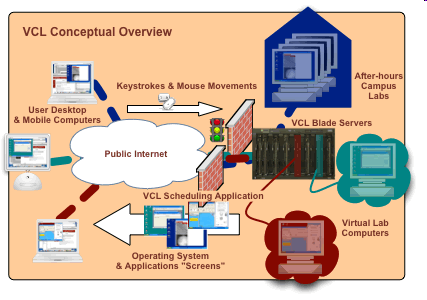 VCL Conceptual Overview
Keystrokes & Mouse Movements
After-hours
Campus
Labs
User Desktop
& Mobile Computers
VCL Blade Servers
Public Internet
VCL Scheduling Application
Virtual Lab
Computers
Operating System
& Applications "Screens"